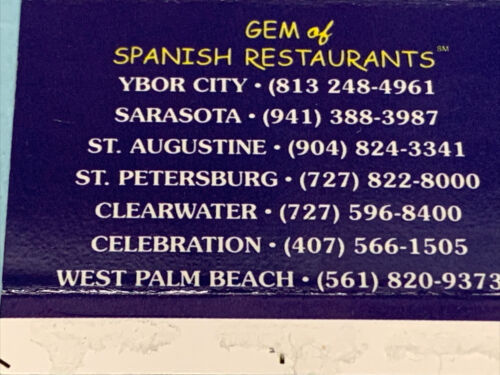 GEM of
SPANISH RESTAURANTS℠
YBOR CITY • (813 248-4961
SARASOTA • (941) 388-3987
ST. AUGUSTINE • (904) 824-3341
ST. PETERSBURG • (727) 822-8000
CLEARWATER • (727) 596-8400
CELEBRATION • (407) 566-1505
WEST PALM BEACH • (561) 820-9373